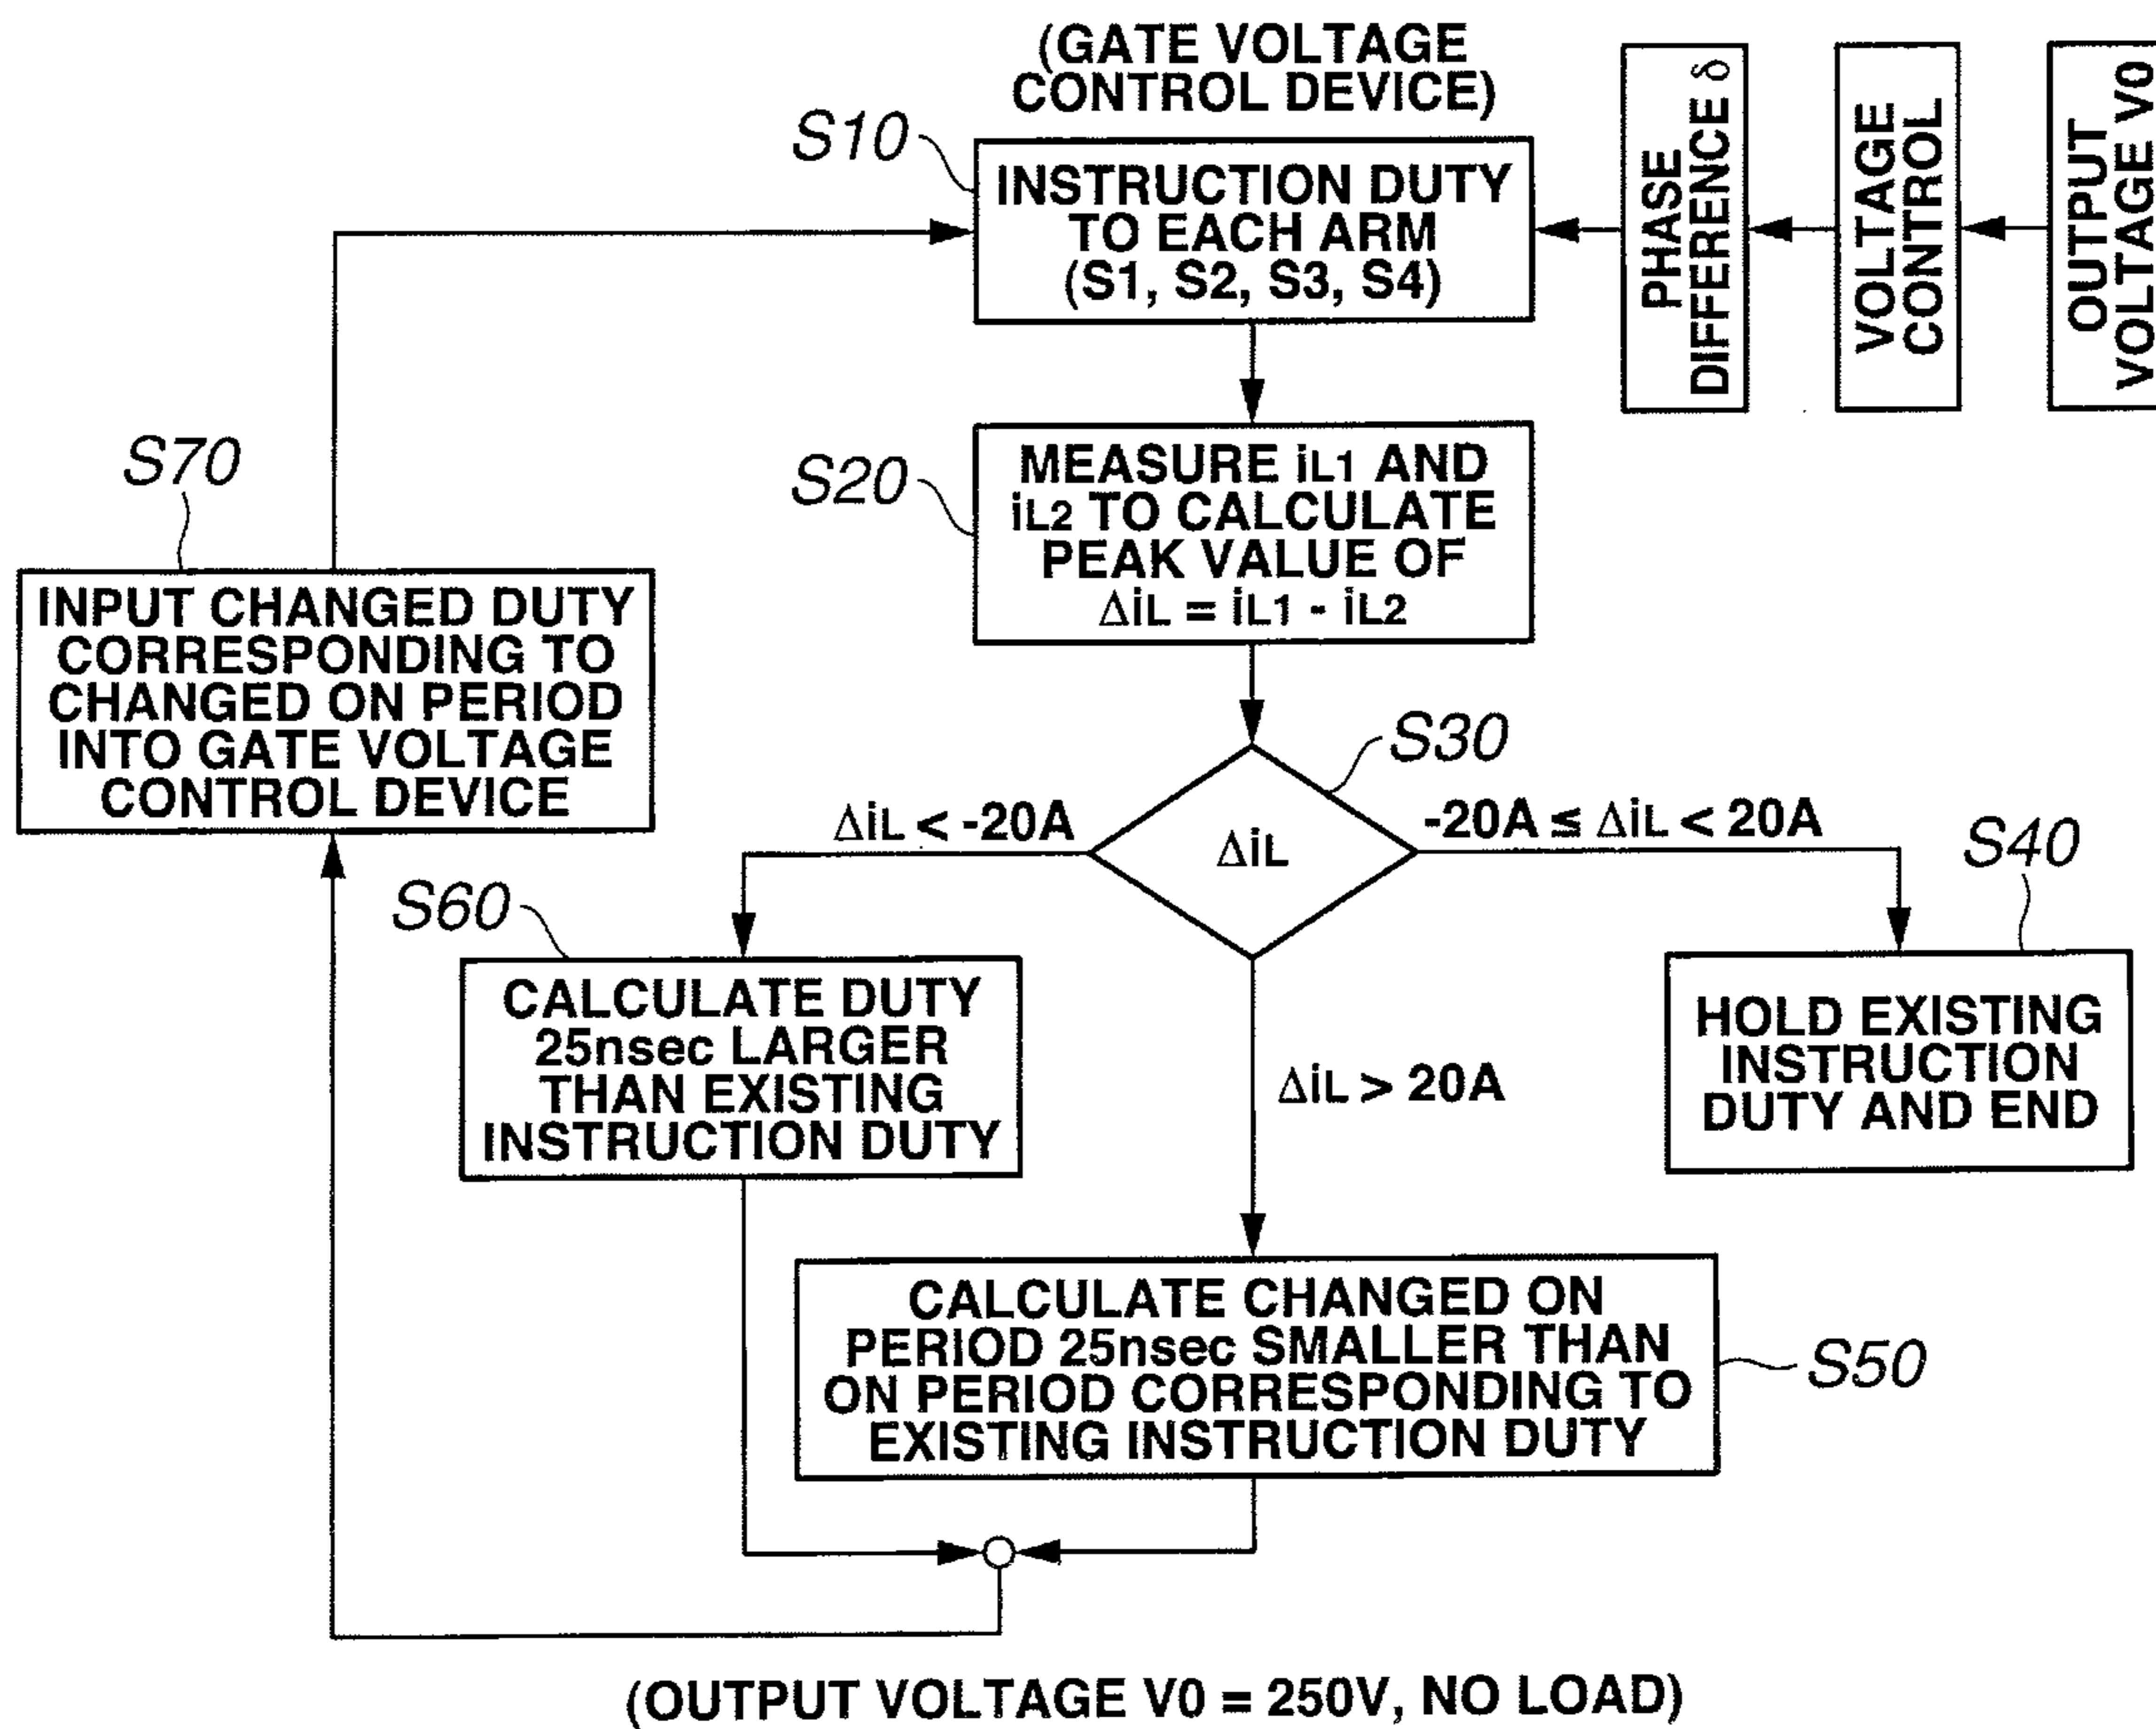 (GATE VOLTAGE
CONTROL DEVICE)
S10
INSTRUCTION DUTY
TO EACH ARM
(S1, S2, S3, S4)
PHASE
DIFFERENCE δ
VOLTAGE
CONTROL
OUTPUT
VOLTAGE V0
S20
MEASURE iL1 AND
iL2 TO CALCULATE
PEAK VALUE OF
ΔiL = iL1 - iL2
S70
INPUT CHANGED DUTY
CORRESPONDING TO
CHANGED ON PERIOD
INTO GATE VOLTAGE
CONTROL DEVICE
S30
ΔiL
ΔiL < -20A
-20A ≦ ΔiL < 20A
S40
HOLD EXISTING
INSTRUCTION
DUTY AND END
S60
CALCULATE DUTY
25nsec LARGER
THAN EXISTING
INSTRUCTION DUTY
ΔiL > 20A
CALCULATE CHANGED ON
PERIOD 25nsec SMALLER THAN
ON PERIOD CORRESPONDING TO
EXISTING INSTRUCTION DUTY
S50
(OUTPUT VOLTAGE V0 = 250V, NO LOAD)